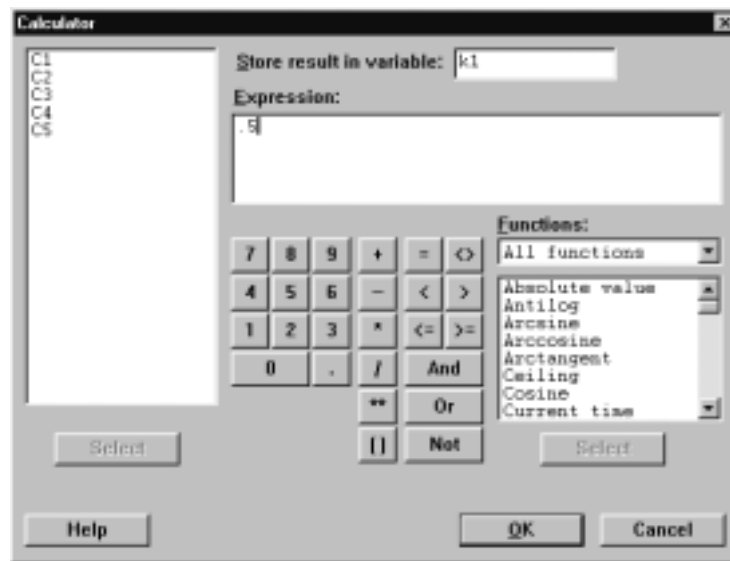 Calculator
C1
C2
C3
C4
C5
Store result in variable: k1
Expression:
.5
Functions:
All functions
7 8 9 + = <>
4 5 6 - < >
1 2 3 * <= >=
0 . / And
** Or
[] Not
Absolute value
Antilog
Arcsine
Arccosine
Arctangent
Ceiling
Cosine
Current time
Select
Select
Help
OK
Cancel